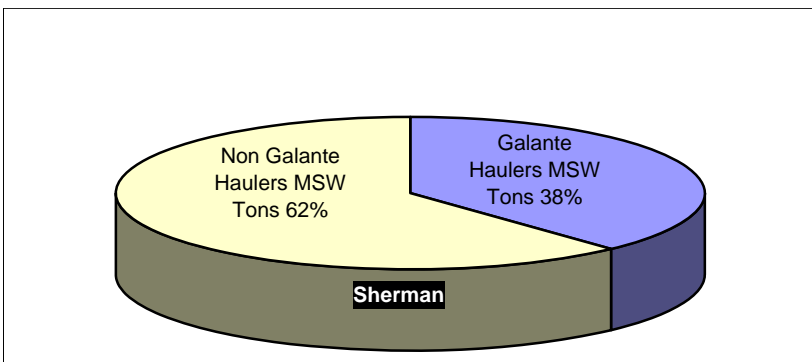 Non Galante
Haulers MSW
Tons 62%
Galante
Haulers MSW
Tons 38%
Sherman